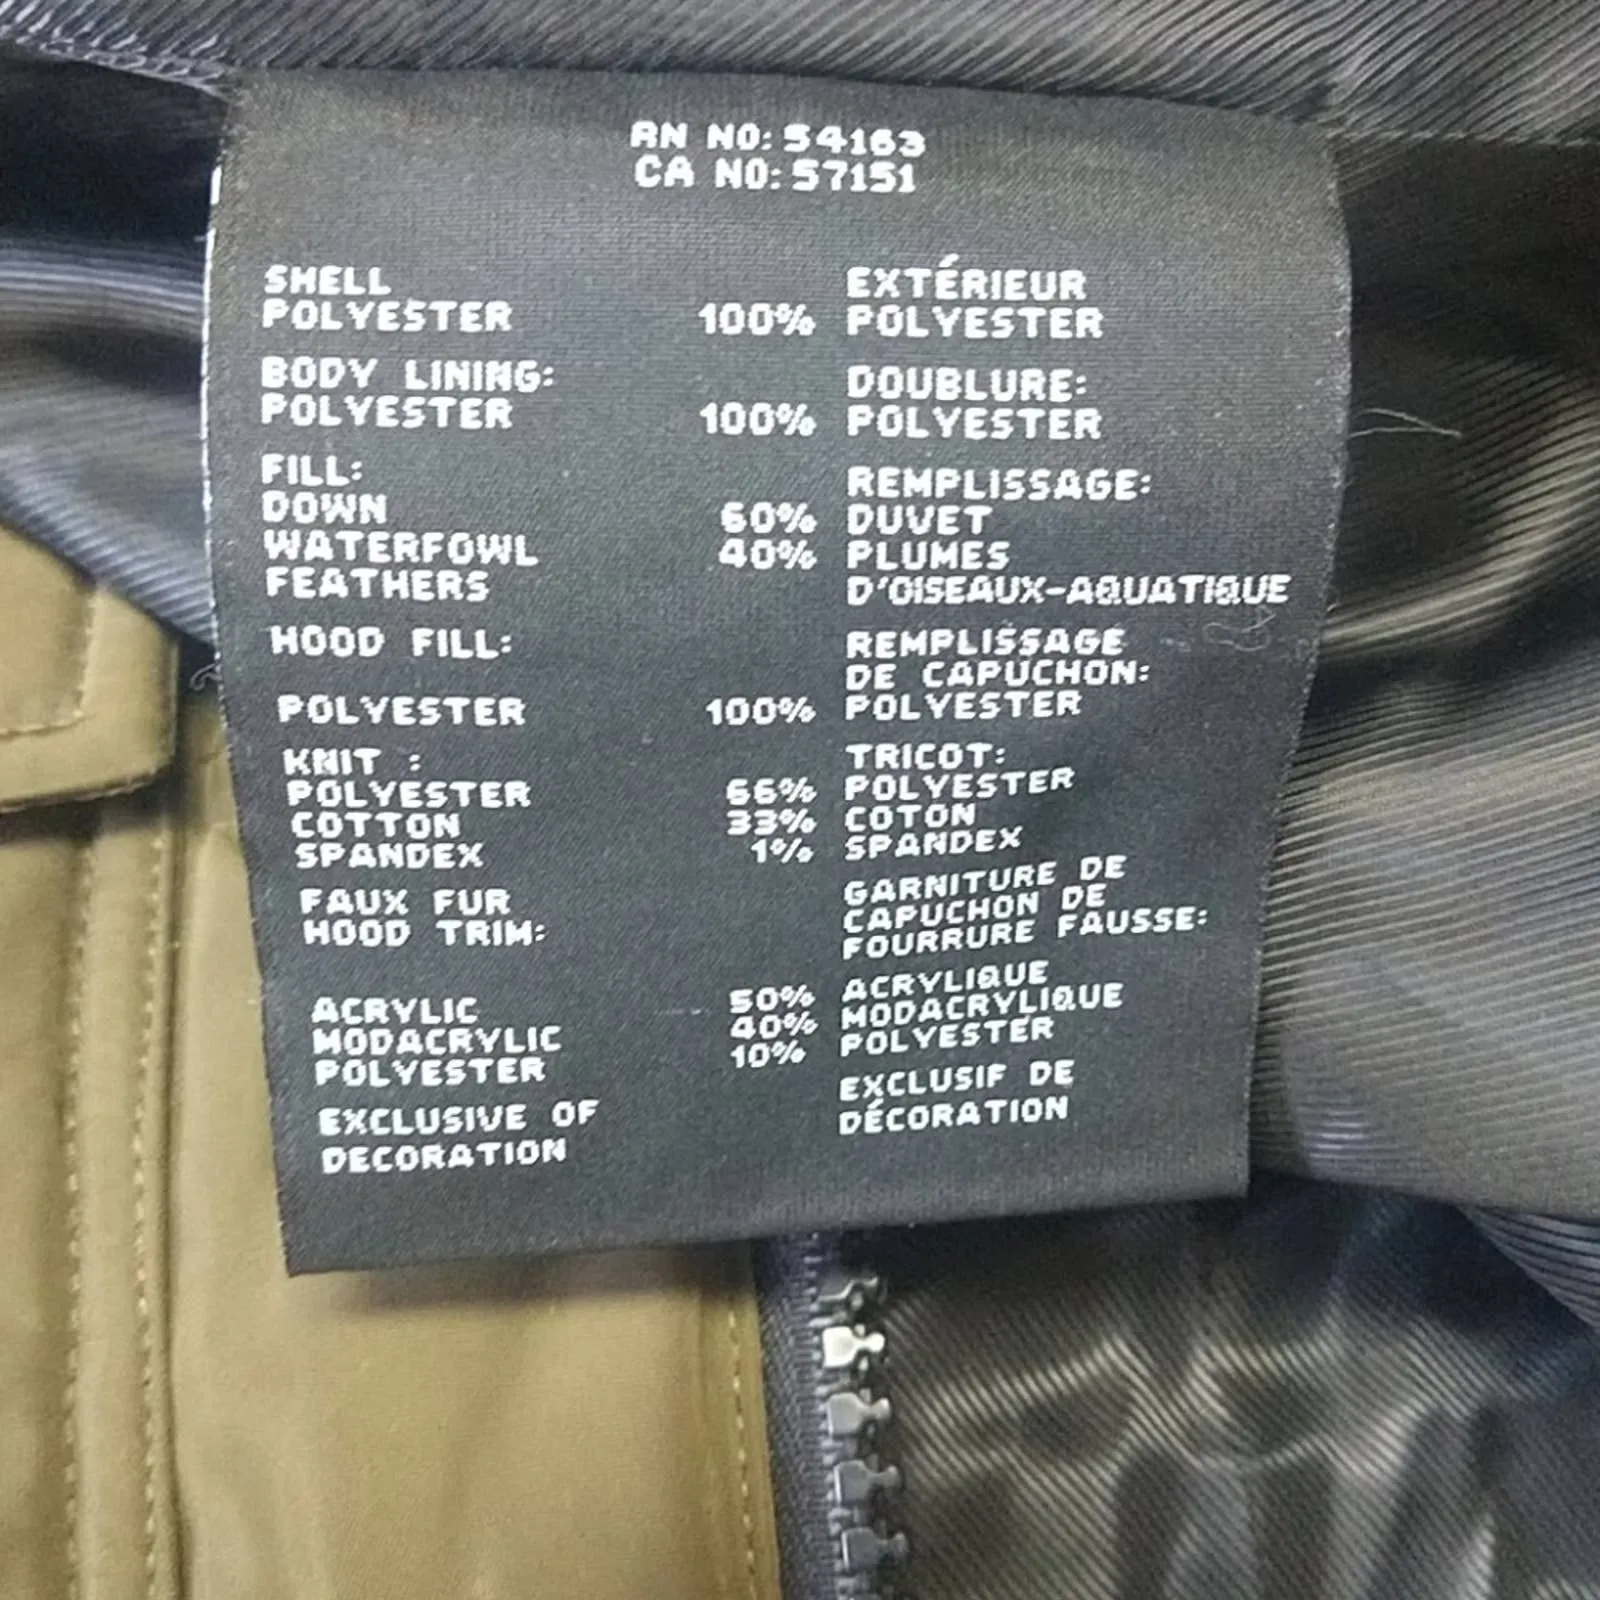 RN NO: 54163
CA NO: 57151
SHELL
POLYESTER 100%
BODY LINING:
POLYESTER 100%
FILL:
DOWN 60%
WATERFOWL 40%
FEATHERS
HOOD FILL:
POLYESTER 100%
KNIT :
POLYESTER 66%
COTTON 33%
SPANDEX 1%
FAUX FUR
HOOD TRIM:
ACRYLIC 50%
MODACRYLIC 40%
POLYESTER 10%
EXCLUSIVE OF
DECORATION
EXTÉRIEUR
POLYESTER
DOUBLURE:
POLYESTER
REMPLISSAGE:
DUVET
PLUMES
D'OISEAUX-AQUATIQUE
REMPLISSAGE
DE CAPUCHON:
POLYESTER
TRICOT:
POLYESTER
COTON
SPANDEX
GARNITURE DE
CAPUCHON DE
FOURRURE FAUSSE:
ACRYLIQUE
MODACRYLIQUE
POLYESTER
EXCLUSIF DE
DÉCORATION